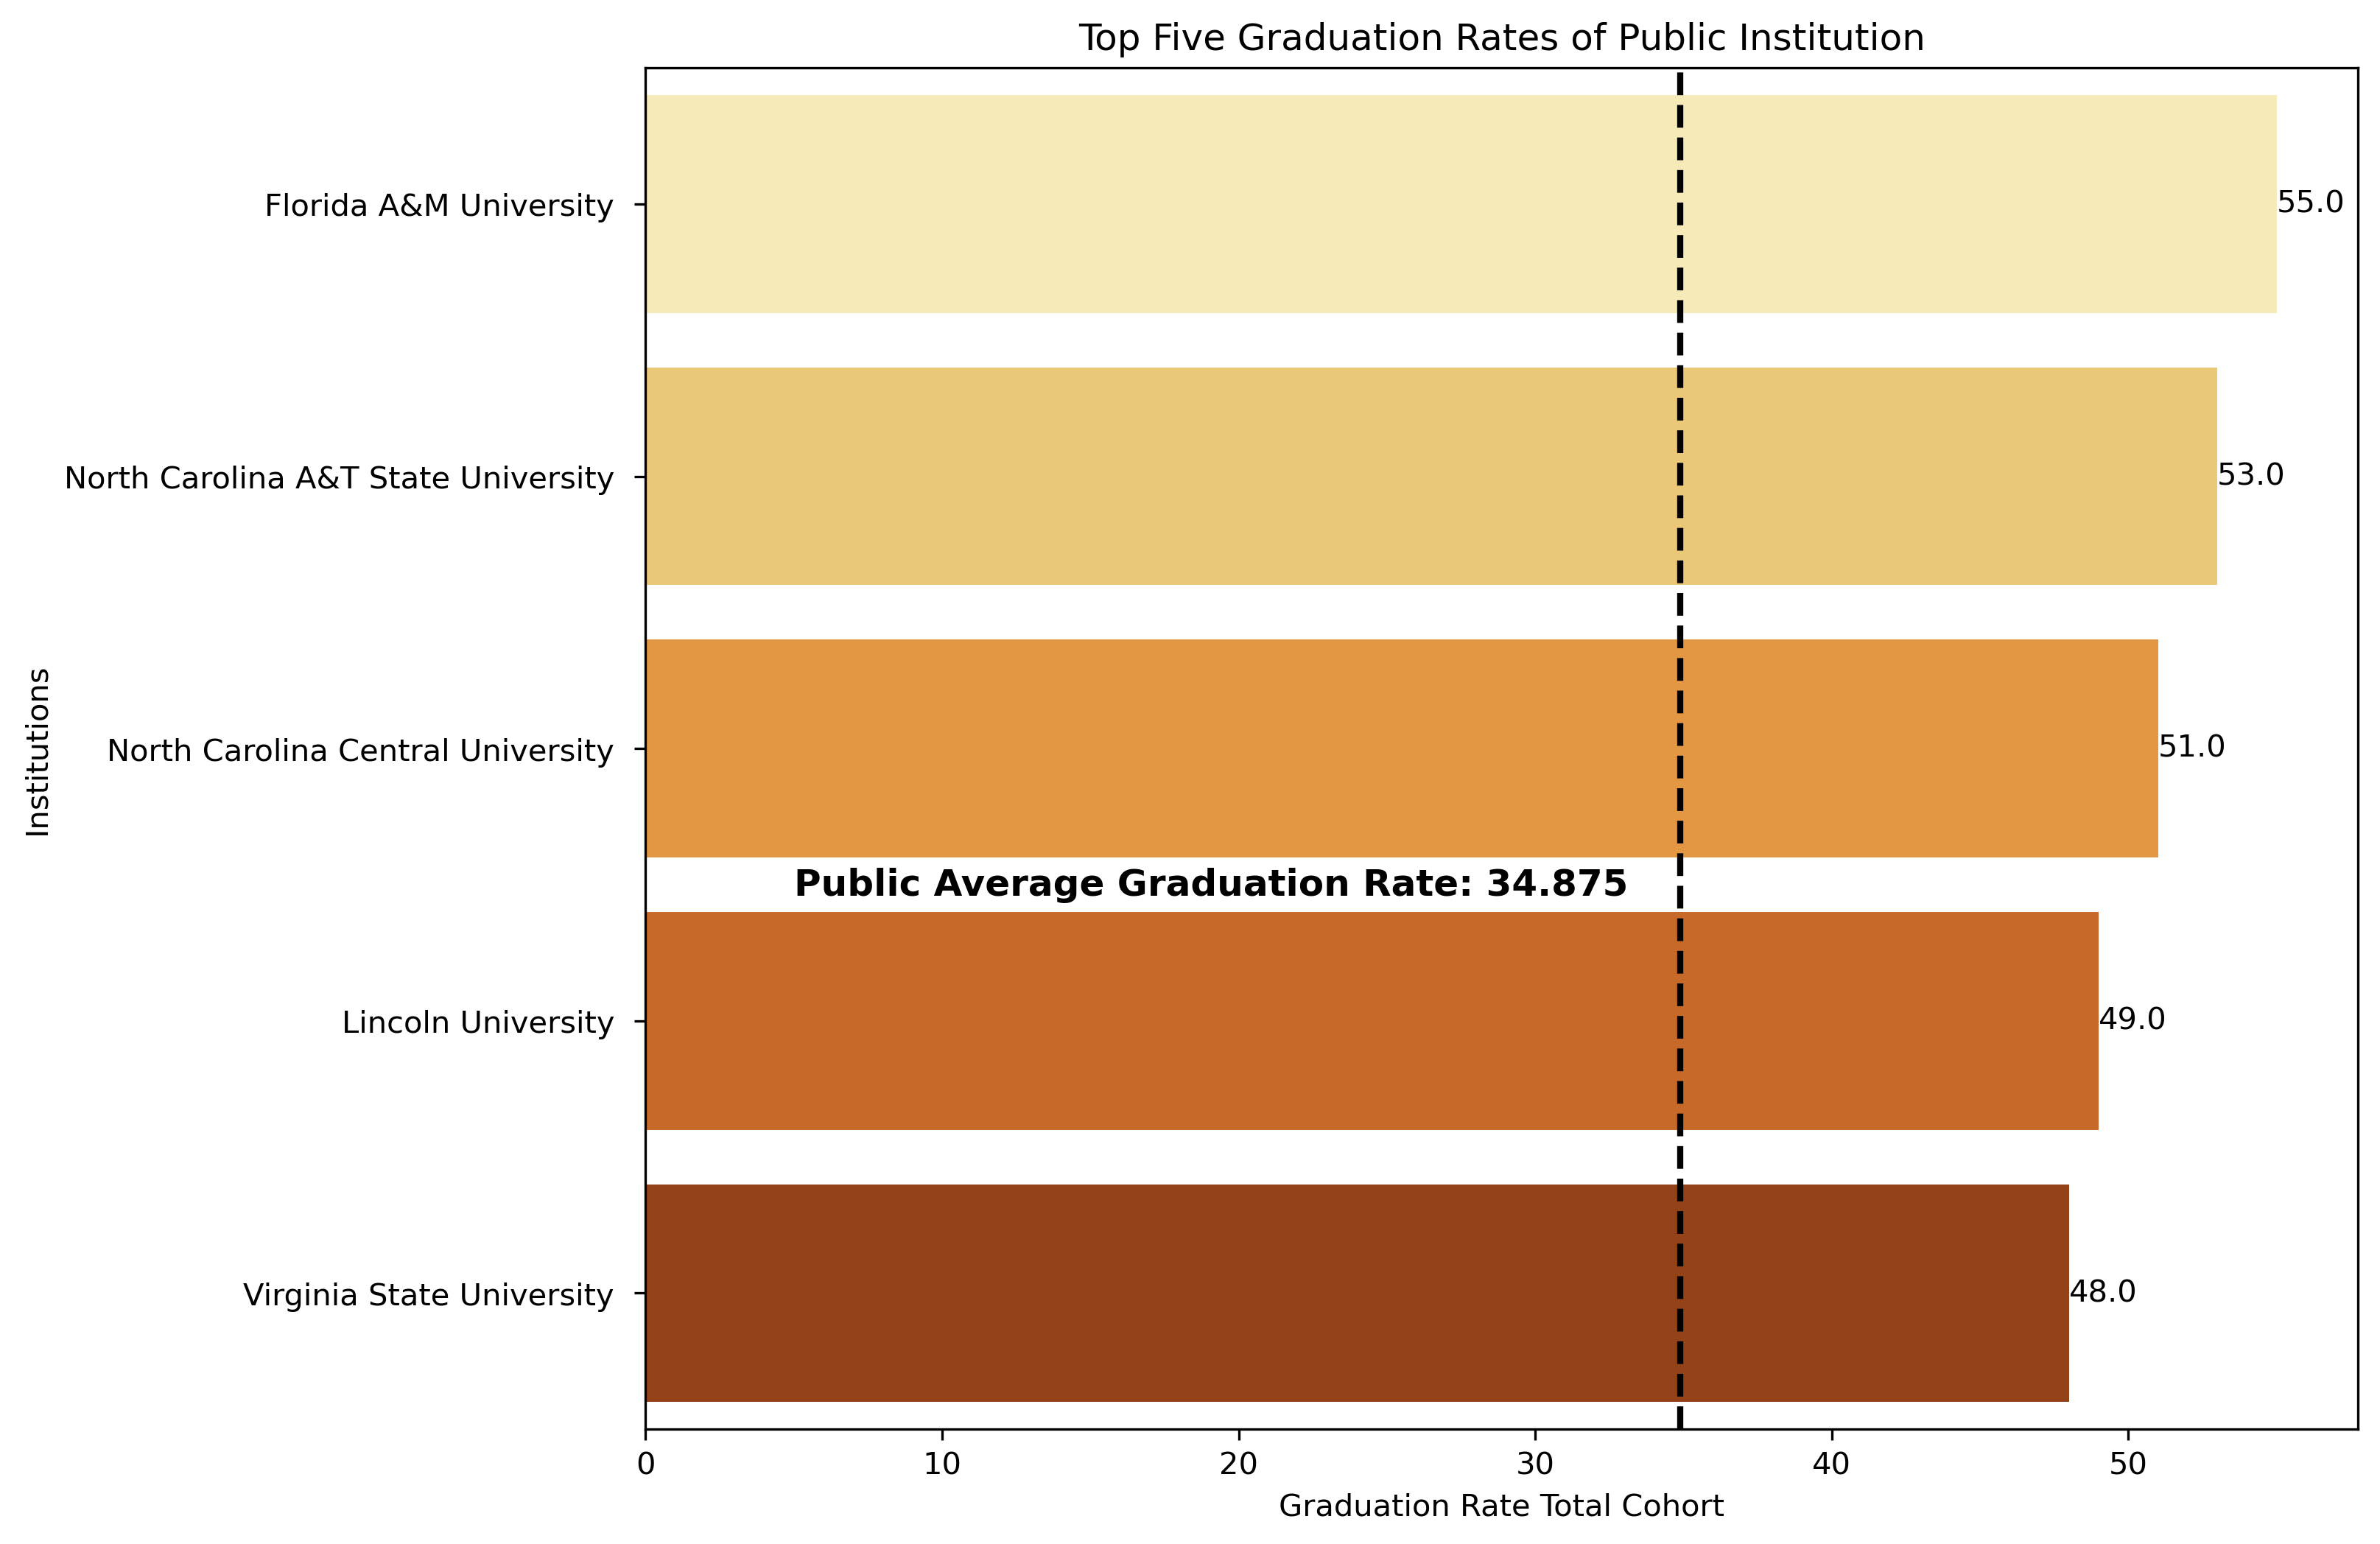 Top Five Graduation Rates of Public Institution
Institutions
Florida A&M University
55.0
North Carolina A&T State University
53.0
North Carolina Central University
51.0
Public Average Graduation Rate: 34.875
Lincoln University
49.0
Virginia State University
48.0
0 10 20 30 40 50
Graduation Rate Total Cohort